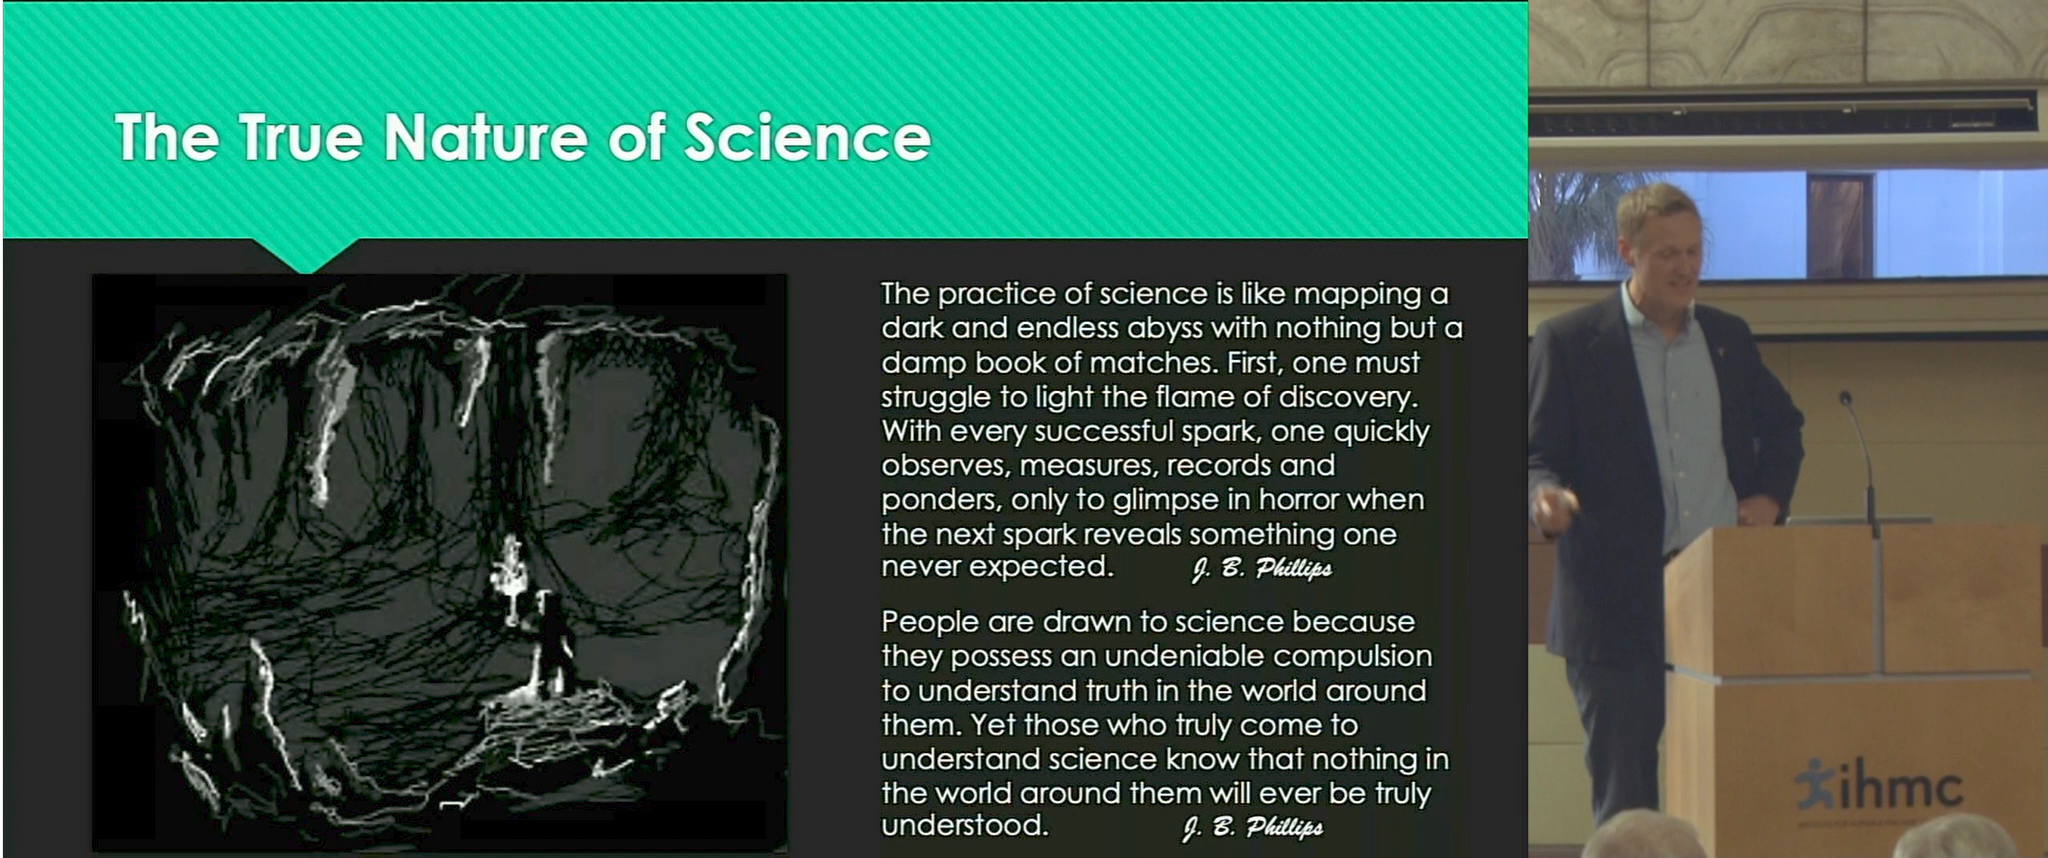 The True Nature of Science
The practice of science is like mapping a
dark and endless abyss with nothing but a
damp book of matches. First, one must
struggle to light the flame of discovery.
With every successful spark, one quickly
observes, measures, records and
ponders, only to glimpse in horror when
the next spark reveals something one
never expected. J. B. Phillips
People are drawn to science because
they possess an undeniable compulsion
to understand truth in the world around
them. Yet those who truly come to
understand science know that nothing in
the world around them will ever be truly
understood. J. B. Phillips
ihmc